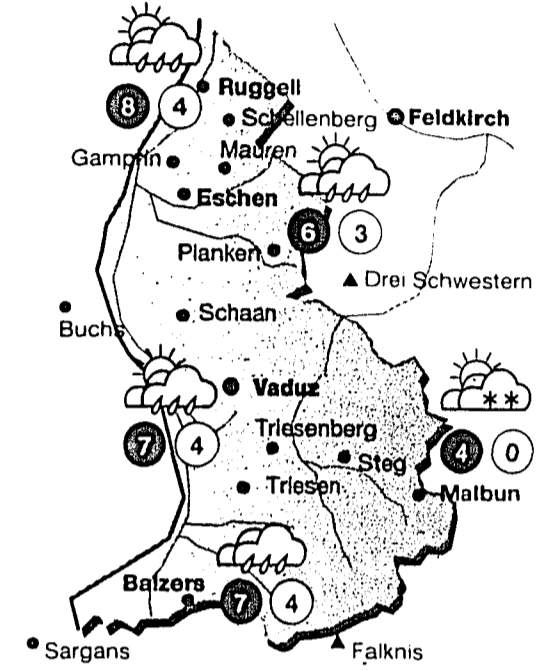 Ruggell
8 4
Schellenberg
Feldkirch
Mauren
Gamprin
Eschen
6 3
Planken
Drei Schwestern
Schaan
Buchs
Vaduz
Triesenberg
7 4
4 0
Steg
Triesen
Malbun
Balzers
7 4
Sargans
Falknis